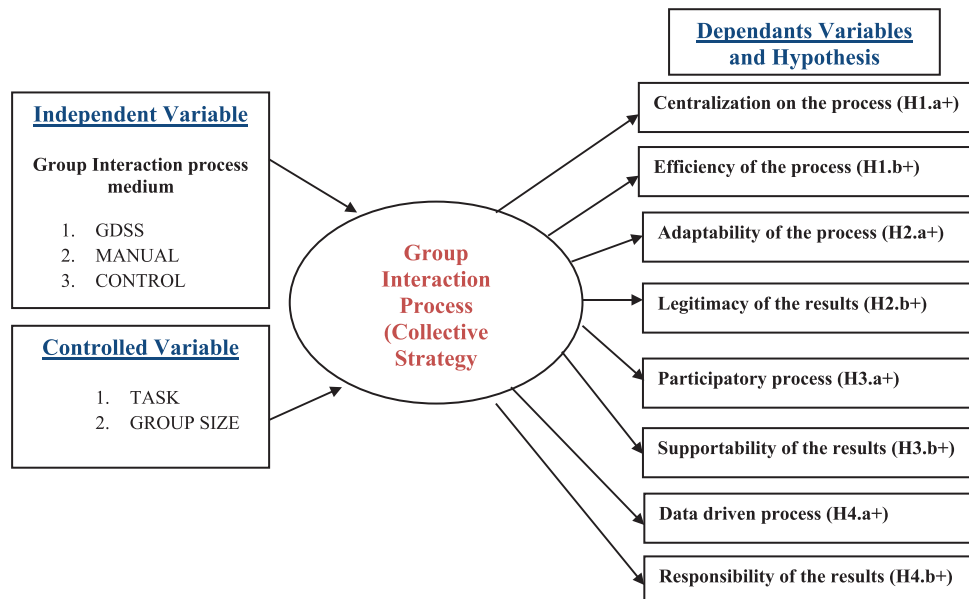 Independent Variable
Group Interaction process
medium
1. GDSS
2. MANUAL
3. CONTROL
Controlled Variable
1. TASK
2. GROUP SIZE
Group
Interaction
Process
(Collective
Strategy
Dependants Variables
and Hypothesis
Centralization on the process (H1.a+)
Efficiency of the process (H1.b+)
Adaptability of the process (H2.a+)
Legitimacy of the results (H2.b+)
Participatory process (H3.a+)
Supportability of the results (H3.b+)
Data driven process (H4.a+)
Responsibility of the results (H4.b+)